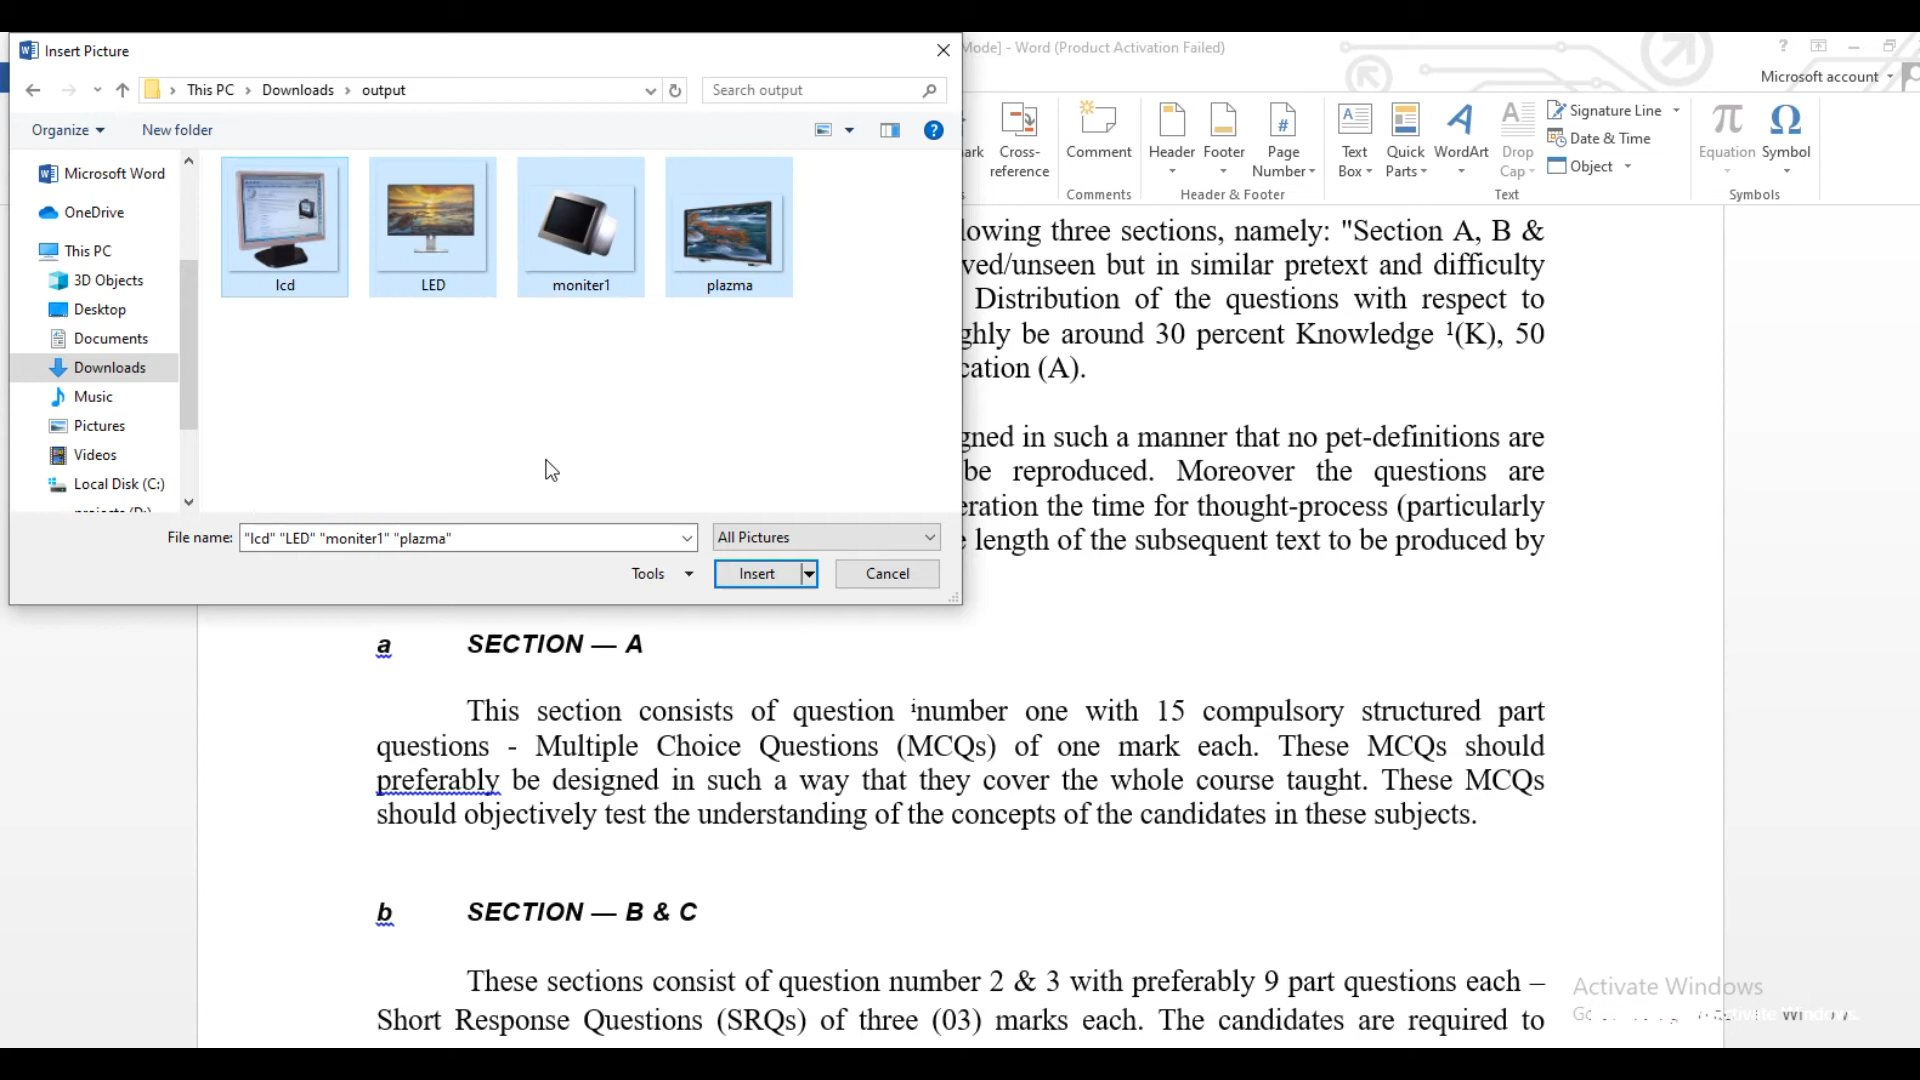 Insert Picture
Mode] - Word (Product Activation Failed)
Microsoft account
This PC > Downloads > output
Search output
Organize
New folder
Microsoft Word
OneDrive
This PC
3D Objects
Desktop
Documents
Downloads
Music
Pictures
Videos
Local Disk (C:)
lcd
LED
moniter1
plazma
File name: "lcd" "LED" "moniter1" "plazma"
All Pictures
Tools
Insert
Cancel
ark
Cross-
reference
Comment
Comments
Header
Footer
Page
Number
Header & Footer
Text
Box
Quick
Parts
WordArt
Drop
Cap
Signature Line
Date & Time
Object
Text
Equation
Symbol
Symbols
lowing three sections, namely: "Section A, B &
ved/unseen but in similar pretext and difficulty
Distribution of the questions with respect to
ghly be around 30 percent Knowledge ¹(K), 50
cation (A).
gned in such a manner that no pet-definitions are
be reproduced. Moreover the questions are
eration the time for thought-process (particularly
length of the subsequent text to be produced by
a SECTION — A
This section consists of question ⁱnumber one with 15 compulsory structured part
questions - Multiple Choice Questions (MCQs) of one mark each. These MCQs should
preferably be designed in such a way that they cover the whole course taught. These MCQs
should objectively test the understanding of the concepts of the candidates in these subjects.
b SECTION — B & C
These sections consist of question number 2 & 3 with preferably 9 part questions each –
Short Response Questions (SRQs) of three (03) marks each. The candidates are required to
Activate Windows